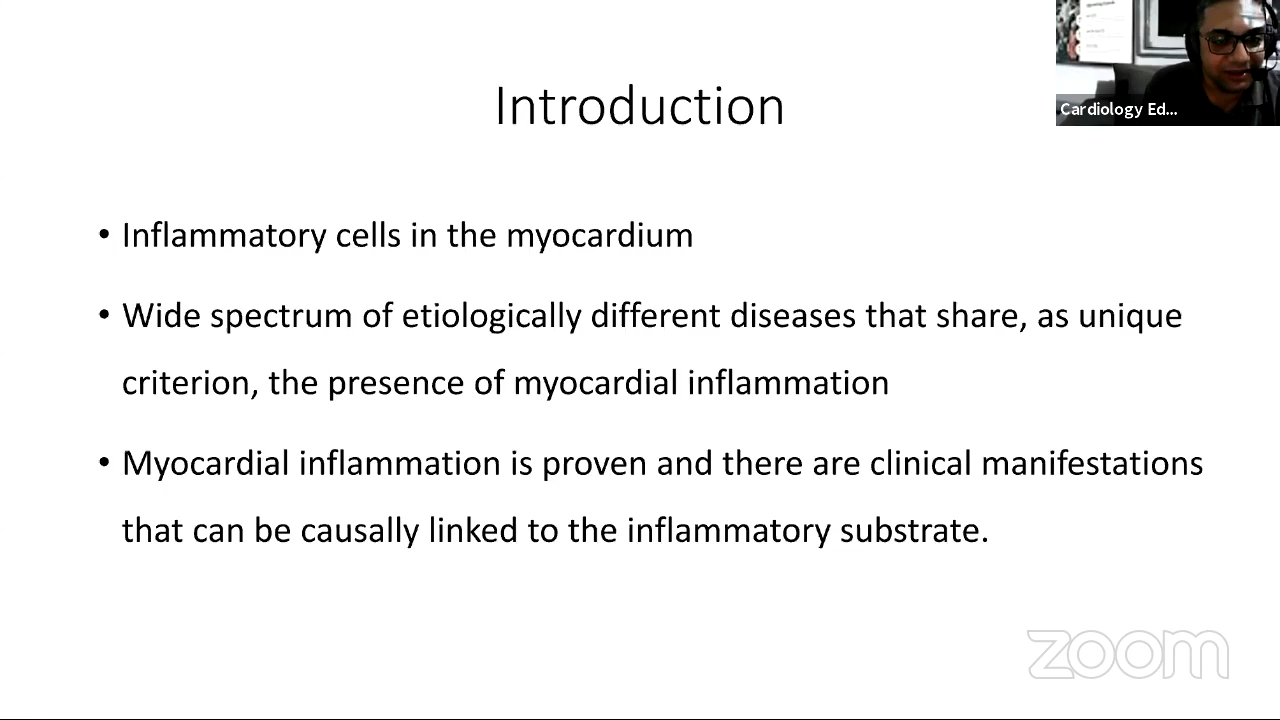 Introduction
Cardiology Ed...
• Inflammatory cells in the myocardium
• Wide spectrum of etiologically different diseases that share, as unique
criterion, the presence of myocardial inflammation
• Myocardial inflammation is proven and there are clinical manifestations
that can be causally linked to the inflammatory substrate.
zoom